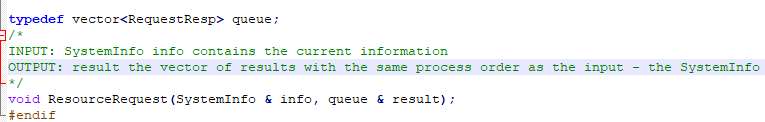 typedef vector<RequestResp> queue;
/*
INPUT: SystemInfo info contains the current information
OUTPUT: result the vector of results with the same process order as the input - the SystemInfo
*/
void ResourceRequest(SystemInfo & info, queue & result);
#endif